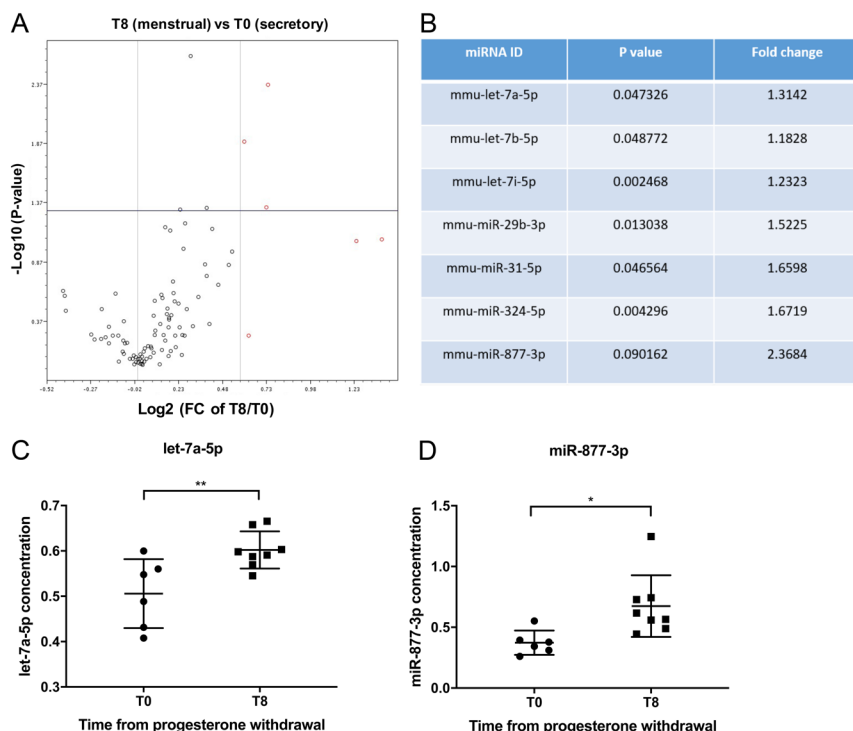 A
T8 (menstrual) vs T0 (secretory)
-Log10 (P-value)
2.37
1.87
1.37
0.87
0.37
-0.52
-0.27
-0.02
0.23
0.48
0.73
1.23
Log2 (FC of T8/T0)
B
miRNA ID P value Fold change
mmu-let-7a-5p 0.047326 1.3142
mmu-let-7b-5p 0.048772 1.1828
mmu-let-7i-5p 0.002468 1.2323
mmu-miR-29b-3p 0.013038 1.5225
mmu-miR-31-5p 0.046564 1.6598
mmu-miR-324-5p 0.004296 1.6719
mmu-miR-877-3p 0.090162 2.3684
C
let-7a-5p
**
let-7a-5p concentration
0.7
0.6
0.5
0.4
0.3
T0 T8
Time from progesterone withdrawal
D
miR-877-3p
*
miR-877-3p concentration
1.5
1.0
0.5
0.0
T0 T8
Time from progesterone withdrawal